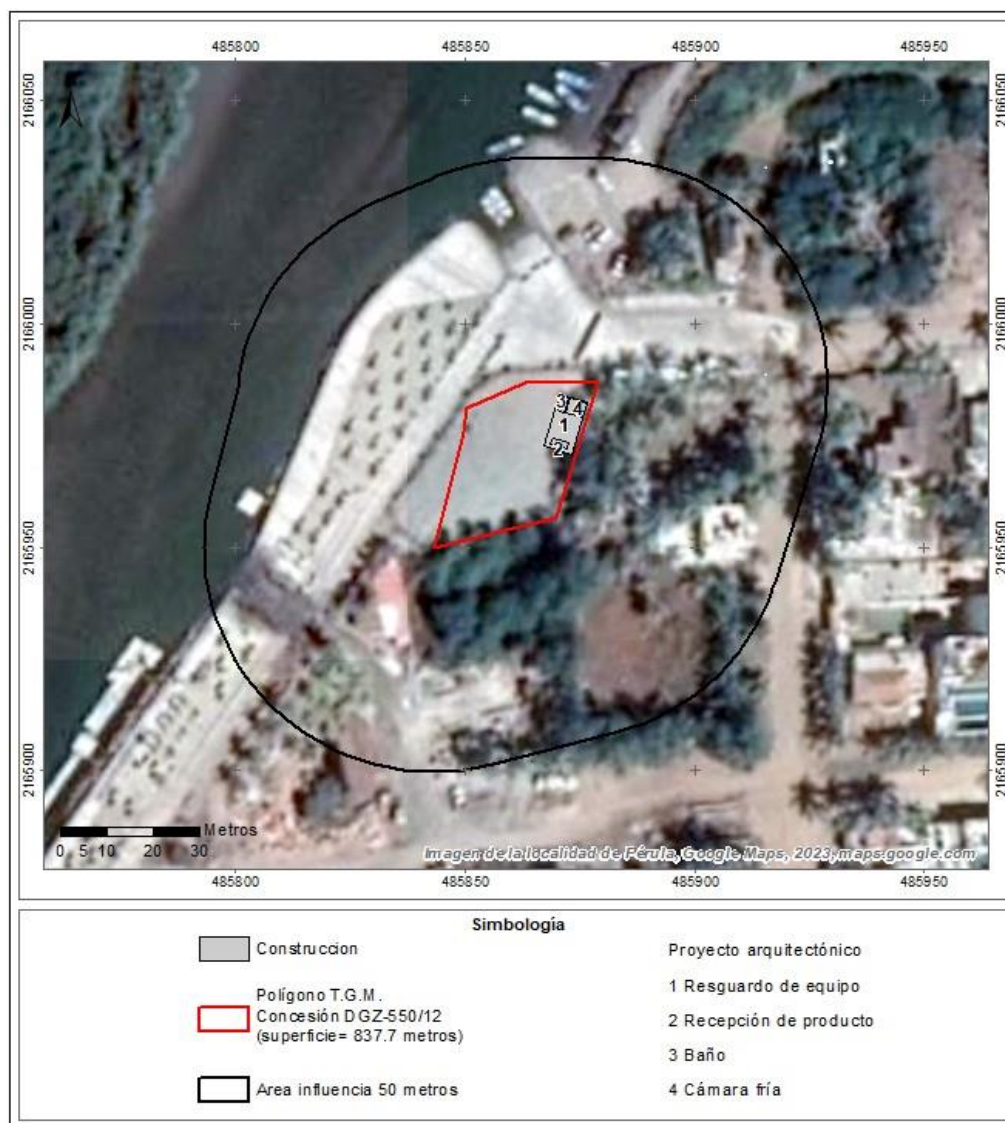 485800
485850
485900
485950
2166050
2166050
2166000
2166000
2165950
2165950
2165900
2165900
3
4
1
2
Metros
0 5 10 20 30
Imagen de la localidad de Pérula, Google Maps, 2023, maps.google.com
485800
485850
485900
485950
Simbología
Construccion
Polígono T.G.M.
Concesión DGZ-550/12
(superficie= 837.7 metros)
Area influencia 50 metros
Proyecto arquitectónico
1 Resguardo de equipo
2 Recepción de producto
3 Baño
4 Cámara fría